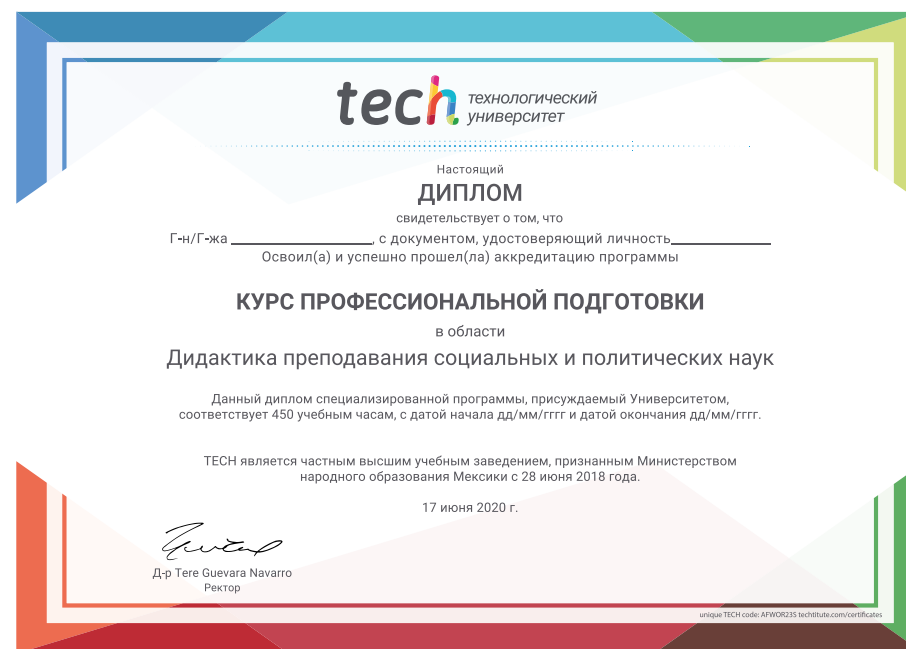 tech технологический
университет
Настоящий
ДИПЛОМ
свидетельствует о том, что
Г-н/Г-жа ____________________, с документом, удостоверяющий личность______________
Освоил(а) и успешно прошел(ла) аккредитацию программы
КУРС ПРОФЕССИОНАЛЬНОЙ ПОДГОТОВКИ
в области
Дидактика преподавания социальных и политических наук
Данный диплом специализированной программы, присуждаемый Университетом,
соответствует 450 учебным часам, с датой начала дд/мм/гггг и датой окончания дд/мм/гггг.
TECH является частным высшим учебным заведением, признанным Министерством
народного образования Мексики с 28 июня 2018 года.
17 июня 2020 г.
Д-р Tere Guevara Navarro
Ректор
unique TECH code: AFWOR23S techtitute.com/certificates